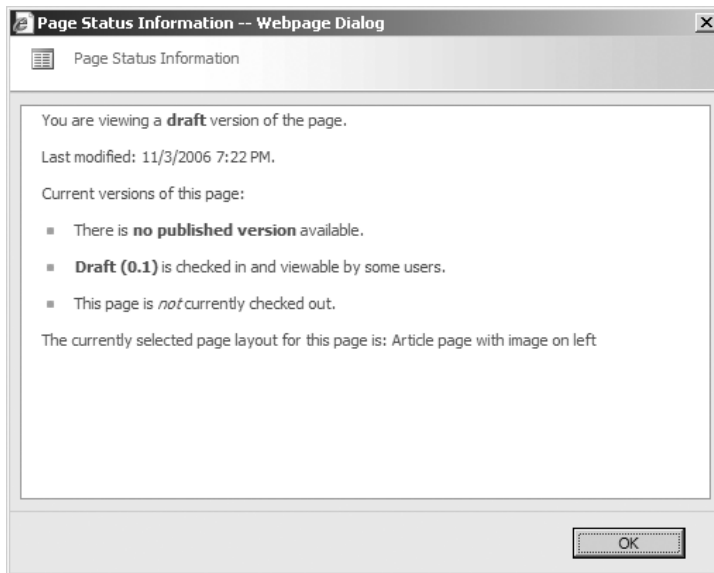 Page Status Information -- Webpage Dialog
Page Status Information
You are viewing a draft version of the page.
Last modified: 11/3/2006 7:22 PM.
Current versions of this page:
There is no published version available.
Draft (0.1) is checked in and viewable by some users.
This page is not currently checked out.
The currently selected page layout for this page is: Article page with image on left
OK